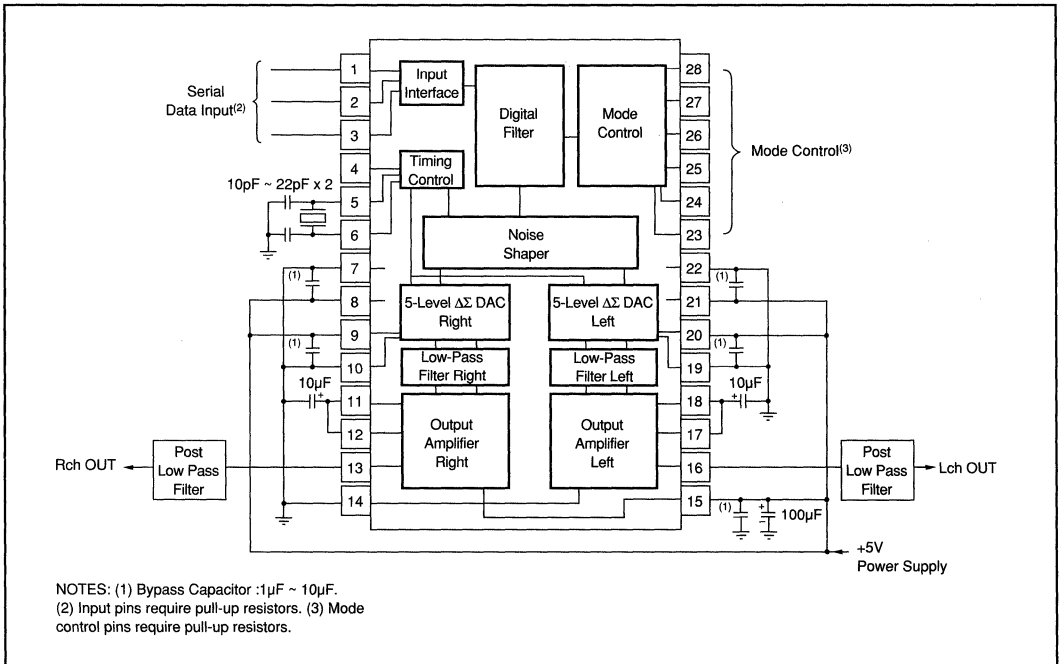 Serial
Data Input(2)
1
2
3
4
5
6
7
8
9
10
11
12
13
14
28
27
26
25
24
23
22
21
20
19
18
17
16
15
Input
Interface
Digital
Filter
Mode
Control
Mode Control(3)
Timing
Control
10pF ~ 22pF x 2
Noise
Shaper
(1)
(1)
(1)
(1)
(1)
5-Level ΔΣ DAC
Right
5-Level ΔΣ DAC
Left
Low-Pass
Filter Right
Low-Pass
Filter Left
10µF
+
10µF
+
Output
Amplifier
Right
Output
Amplifier
Left
Rch OUT
Post
Low Pass
Filter
Post
Low Pass
Filter
Lch OUT
+
−
100µF
+5V
Power Supply
NOTES: (1) Bypass Capacitor :1µF ~ 10µF.
(2) Input pins require pull-up resistors. (3) Mode
control pins require pull-up resistors.